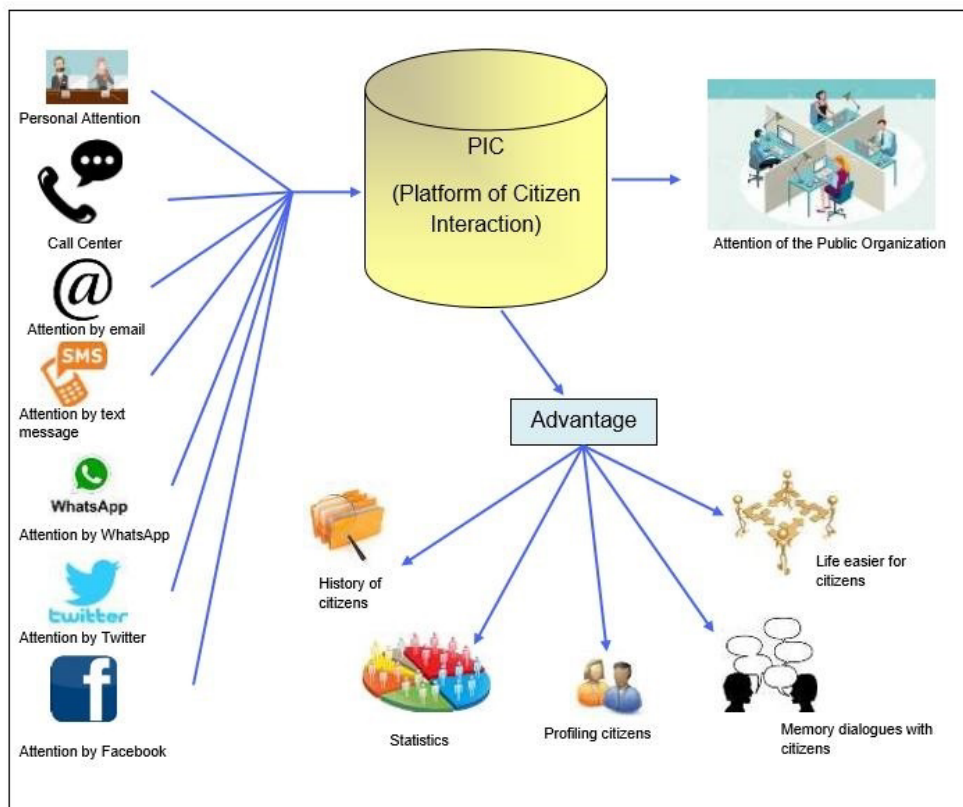 Personal Attention
Call Center
@
Attention by email
SMS
Attention by text
message
WhatsApp
Attention by WhatsApp
twitter
Attention by Twitter
f
Attention by Facebook
PIC
(Platform of Citizen
Interaction)
Attention of the Public Organization
Advantage
History of
citizens
Statistics
Profiling citizens
Memory dialogues with
citizens
Life easier for
citizens